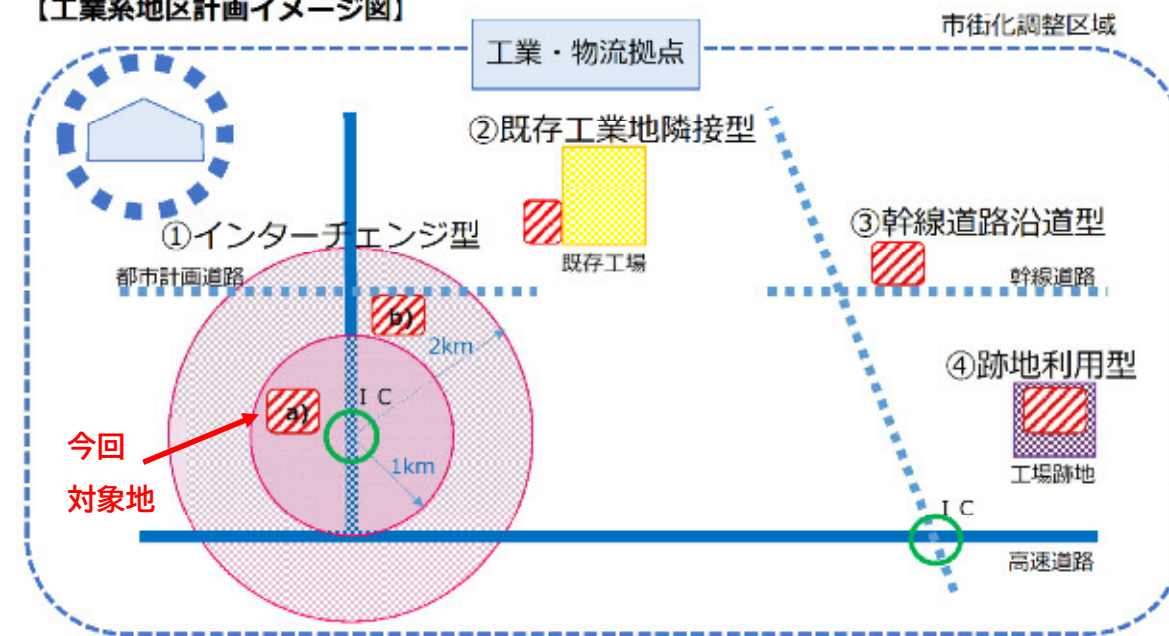 【工業系地区計画イメージ図】
市街化調整区域
工業・物流拠点
②既存工業地隣接型
①インターチェンジ型
③幹線道路沿道型
都市計画道路
既存工場
幹線道路
b)
2km
④跡地利用型
ＩＣ
a)
今回
対象地
1km
工場跡地
ＩＣ
高速道路